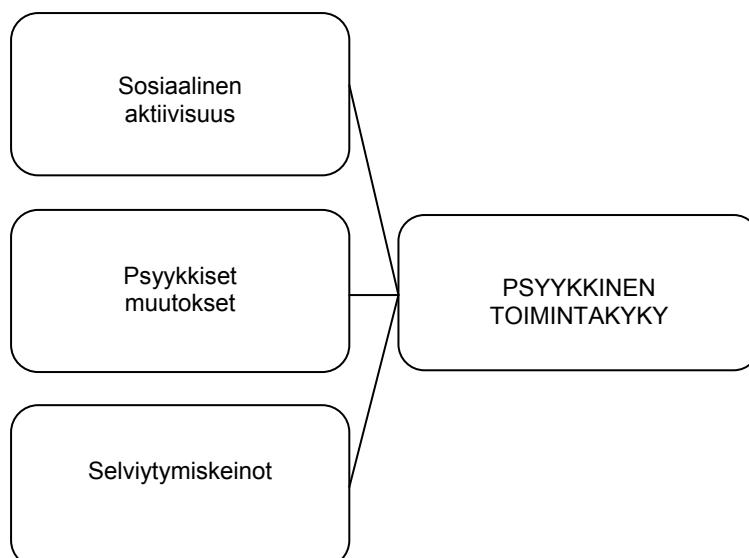 Sosiaalinen
aktiivisuus
Psyykkiset
muutokset
PSYYKKINEN
TOIMINTAKYKY
Selviytymiskeinot